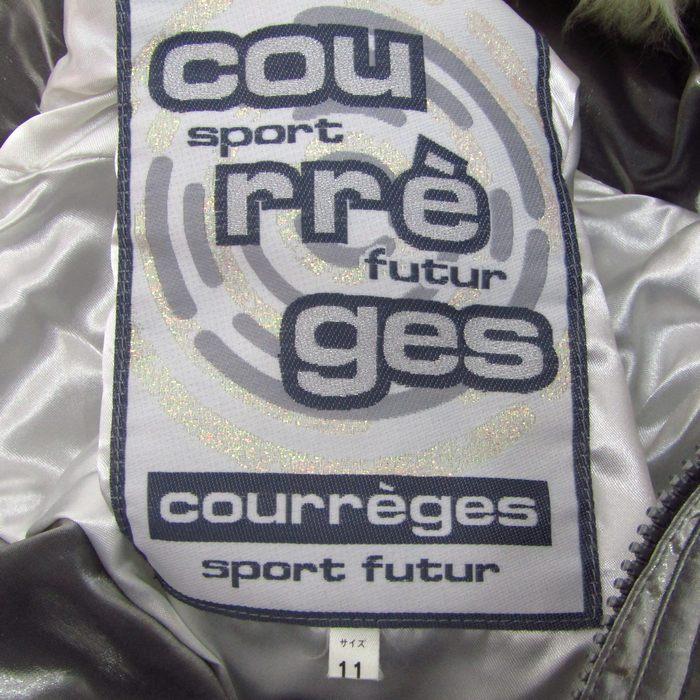 cou
sport
rrè
futur
ges
courrèges
sport futur
サイズ
11